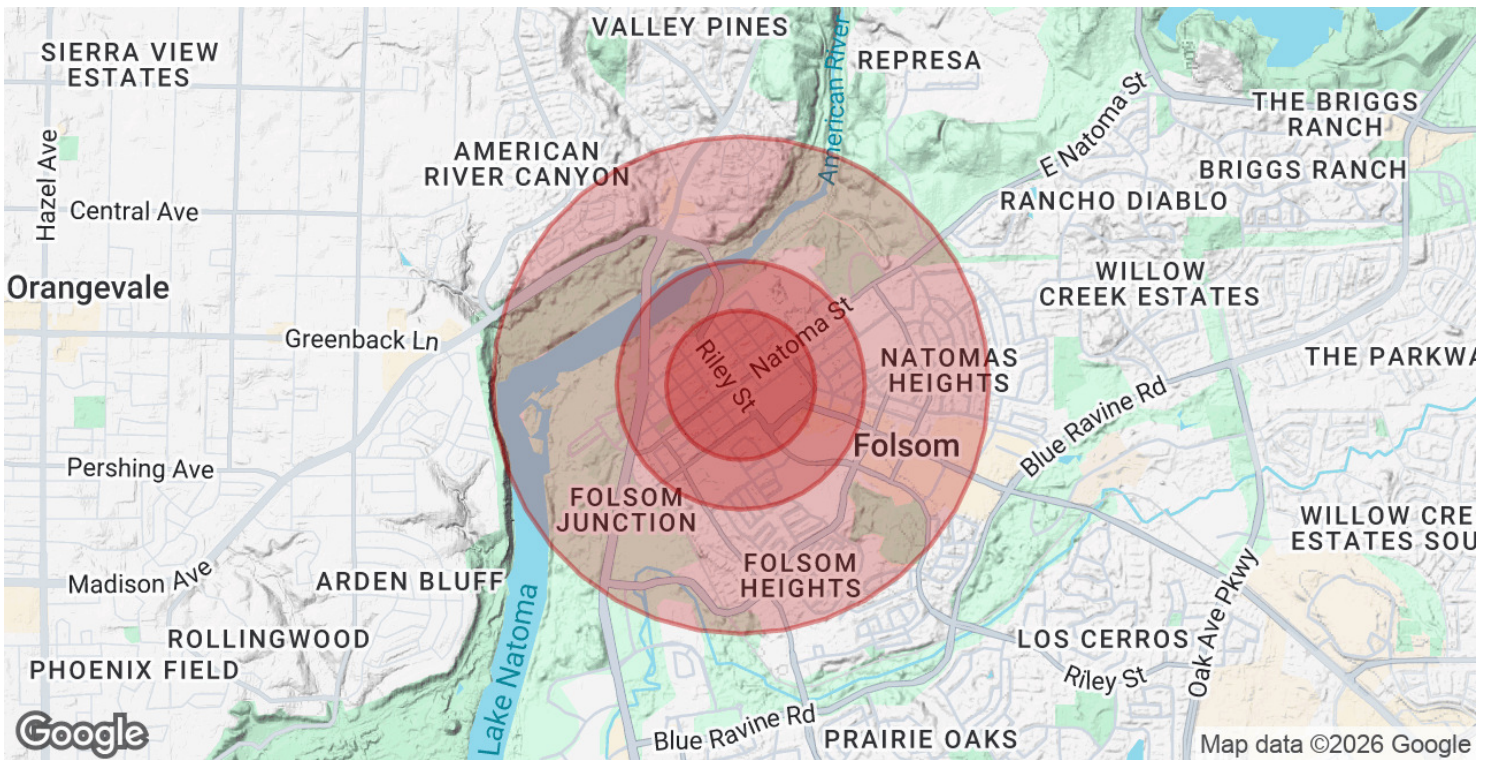 VALLEY PINES
SIERRA VIEW
ESTATES
REPRESA
American River
THE BRIGGS
RANCH
E Natoma St
Hazel Ave
AMERICAN
RIVER CANYON
BRIGGS RANCH
RANCHO DIABLO
Central Ave
WILLOW
CREEK ESTATES
Orangevale
Greenback Ln
Natoma St
Riley St
NATOMAS
HEIGHTS
THE PARKWA
Blue Ravine Rd
Folsom
Pershing Ave
FOLSOM
JUNCTION
WILLOW CRE
ESTATES SOU
FOLSOM
HEIGHTS
Madison Ave
ARDEN BLUFF
Oak Ave Pkwy
Lake Natoma
ROLLINGWOOD
LOS CERROS
PHOENIX FIELD
Riley St
Blue Ravine Rd
PRAIRIE OAKS
Google
Map data ©2026 Google